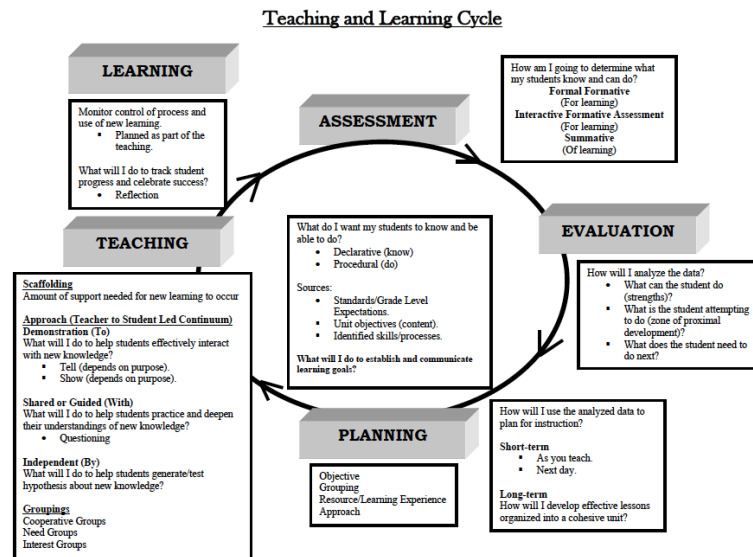 Teaching and Learning Cycle
LEARNING
Monitor control of process and
use of new learning.
▪ Planned as part of the
teaching.
What will I do to track student
progress and celebrate success?
• Reflection
ASSESSMENT
How am I going to determine what
my students know and can do?
Formal Formative
(For learning)
Interactive Formative Assessment
(For learning)
Summative
(Of learning)
TEACHING
Scaffolding
Amount of support needed for new learning to occur
Approach (Teacher to Student Led Continuum)
Demonstration (To)
What will I do to help students effectively interact
with new knowledge?
▪ Tell (depends on purpose).
▪ Show (depends on purpose).
Shared or Guided (With)
What will I do to help students practice and deepen
their understandings of new knowledge?
• Questioning
Independent (By)
What will I do to help students generate/test
hypothesis about new knowledge?
Groupings
Cooperative Groups
Need Groups
Interest Groups
What do I want my students to know and be
able to do?
• Declarative (know)
• Procedural (do)
Sources:
• Standards/Grade Level
Expectations.
• Unit objectives (content).
• Identified skills/processes.
What will I do to establish and communicate
learning goals?
EVALUATION
How will I analyze the data?
• What can the student do
(strengths)?
• What is the student attempting
to do (zone of proximal
development)?
• What does the student need to
do next?
PLANNING
Objective
Grouping
Resource/Learning Experience
Approach
How will I use the analyzed data to
plan for instruction?
Short-term
▪ As you teach.
▪ Next day.
Long-term
How will I develop effective lessons
organized into a cohesive unit?